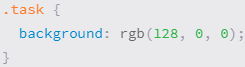 .task {
  background: rgb(128, 0, 0);
}